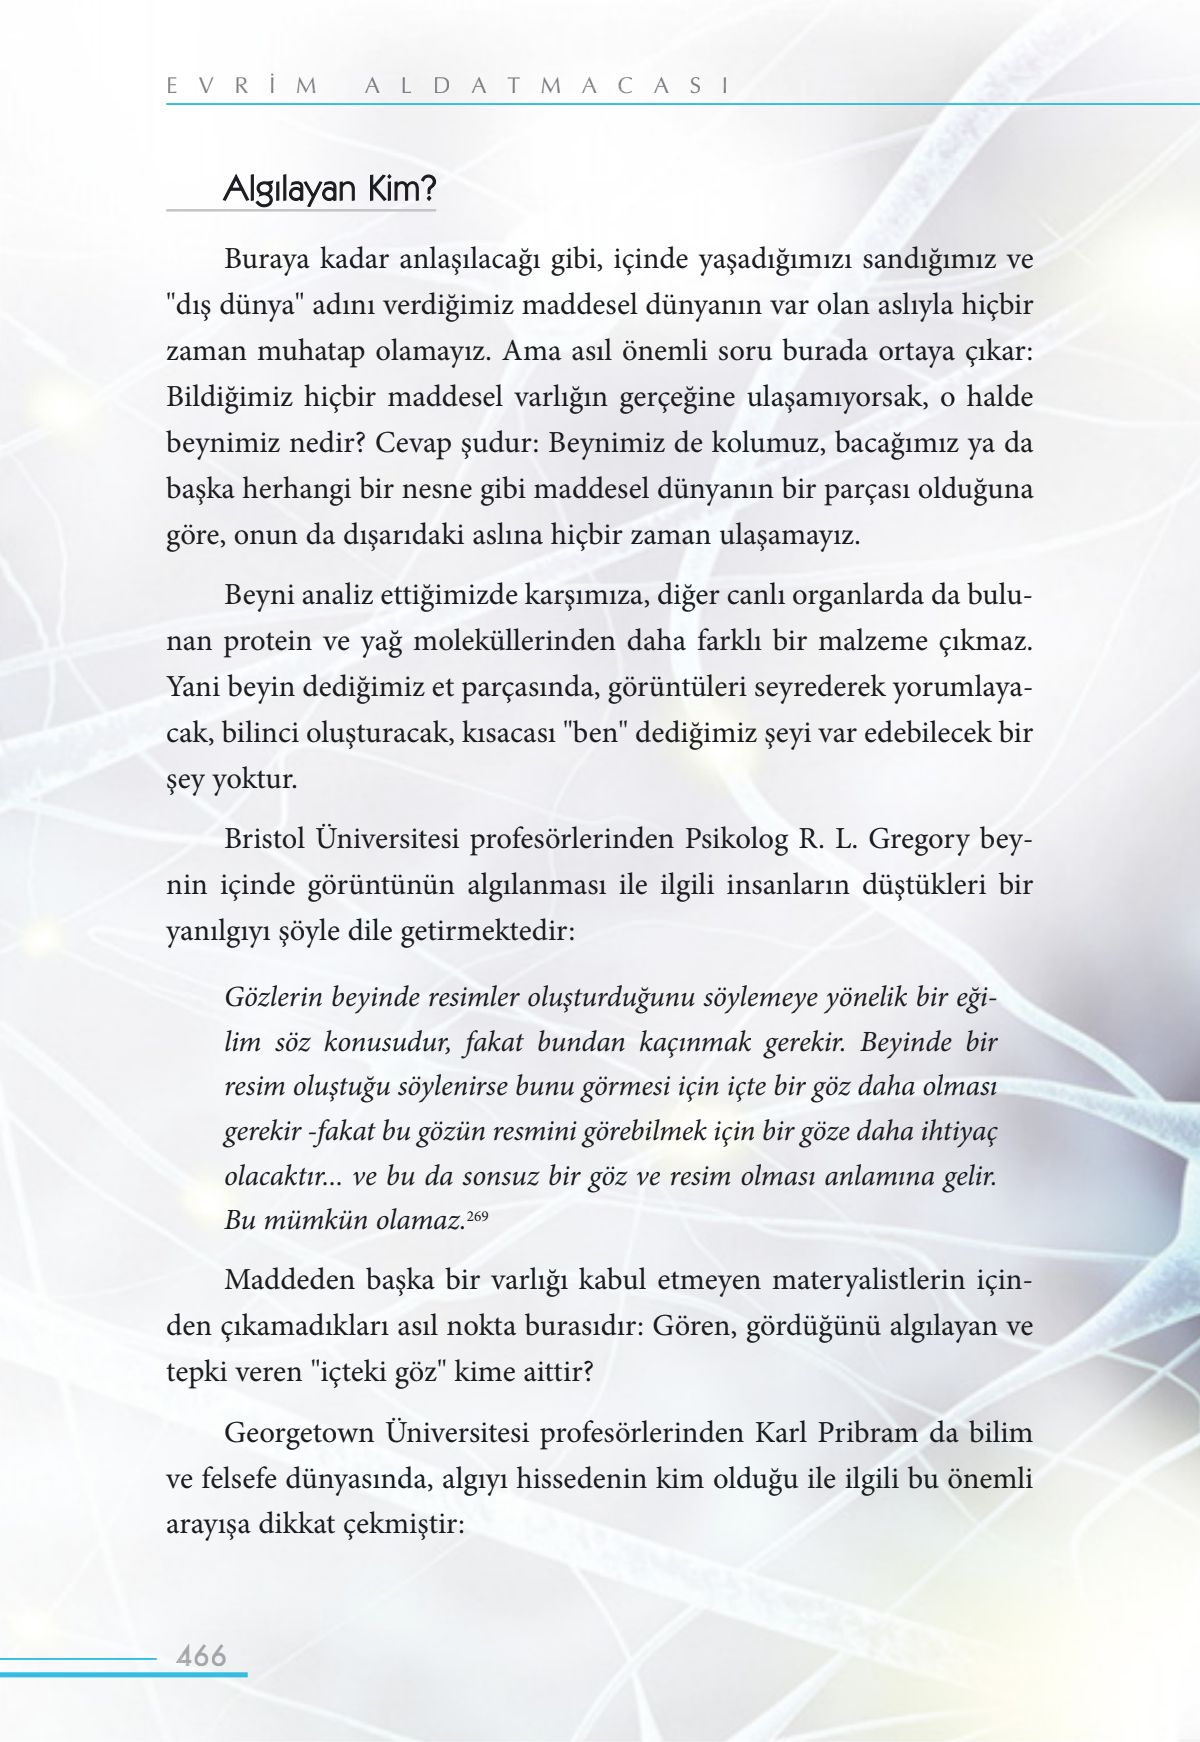 EVRİM ALDATMACASI
Algılayan Kim?
Buraya kadar anlaşılacağı gibi, içinde yaşadığımızı sandığımız ve
"dış dünya" adını verdiğimiz maddesel dünyanın var olan aslıyla hiçbir
zaman muhatap olamayız. Ama asıl önemli soru burada ortaya çıkar:
Bildiğimiz hiçbir maddesel varlığın gerçeğine ulaşamıyorsak, o halde
beynimiz nedir? Cevap şudur: Beynimiz de kolumuz, bacağımız ya da
başka herhangi bir nesne gibi maddesel dünyanın bir parçası olduğuna
göre, onun da dışarıdaki aslına hiçbir zaman ulaşamayız.
Beyni analiz ettiğimizde karşımıza, diğer canlı organlarda da bulu-
nan protein ve yağ moleküllerinden daha farklı bir malzeme çıkmaz.
Yani beyin dediğimiz et parçasında, görüntüleri seyrederek yorumlaya-
cak, bilinci oluşturacak, kısacası "ben" dediğimiz şeyi var edebilecek bir
şey yoktur.
Bristol Üniversitesi profesörlerinden Psikolog R. L. Gregory bey-
nin içinde görüntünün algılanması ile ilgili insanların düştükleri bir
yanılgıyı şöyle dile getirmektedir:
Gözlerin beyinde resimler oluşturduğunu söylemeye yönelik bir eği-
lim söz konusudur, fakat bundan kaçınmak gerekir. Beyinde bir
resim oluştuğu söylenirse bunu görmesi için içte bir göz daha olması
gerekir -fakat bu gözün resmini görebilmek için bir göze daha ihtiyaç
olacaktır... ve bu da sonsuz bir göz ve resim olması anlamına gelir.
Bu mümkün olamaz.269
Maddeden başka bir varlığı kabul etmeyen materyalistlerin için-
den çıkamadıkları asıl nokta burasıdır: Gören, gördüğünü algılayan ve
tepki veren "içteki göz" kime aittir?
Georgetown Üniversitesi profesörlerinden Karl Pribram da bilim
ve felsefe dünyasında, algıyı hissedenin kim olduğu ile ilgili bu önemli
arayışa dikkat çekmiştir:
466